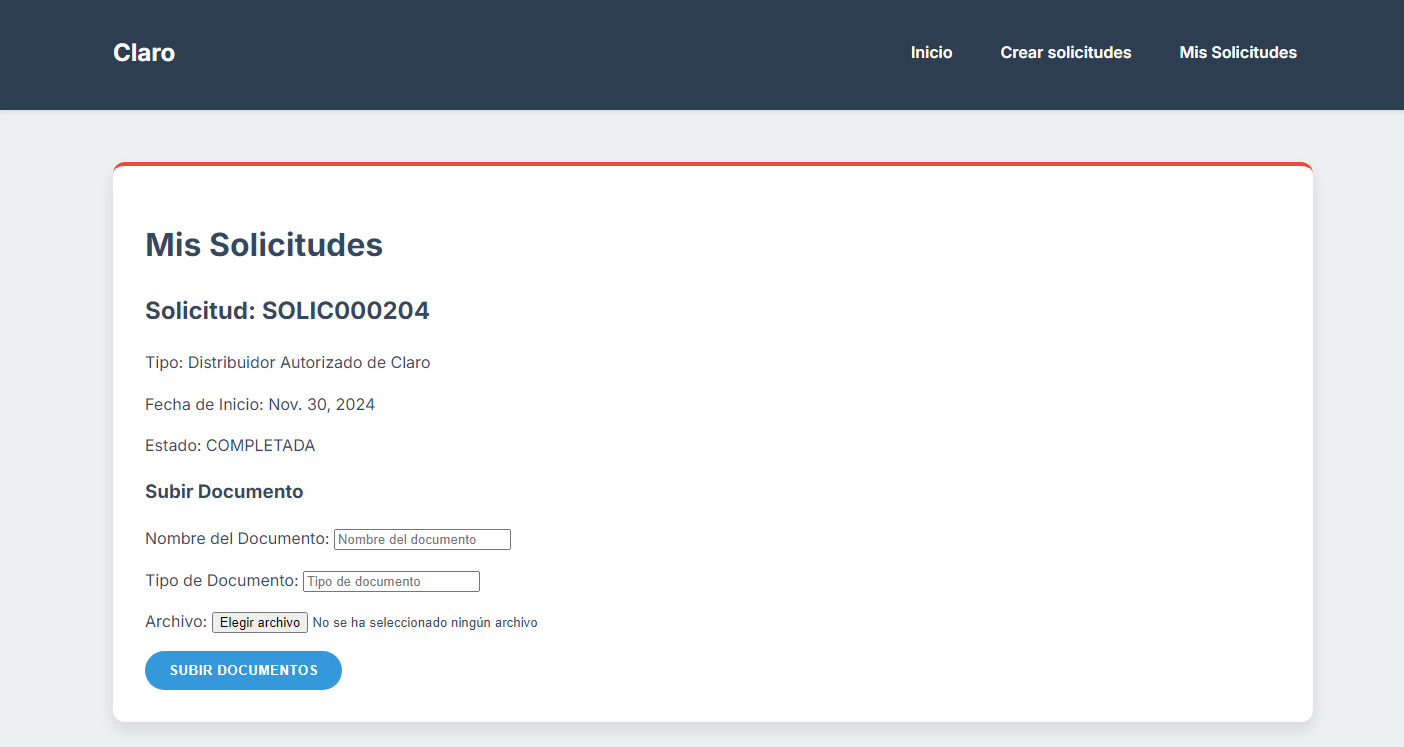 Claro
Inicio
Crear solicitudes
Mis Solicitudes
Mis Solicitudes
Solicitud: SOLIC000204
Tipo: Distribuidor Autorizado de Claro
Fecha de Inicio: Nov. 30, 2024
Estado: COMPLETADA
Subir Documento
Nombre del Documento: Nombre del documento
Tipo de Documento: Tipo de documento
Archivo: Elegir archivo No se ha seleccionado ningún archivo
SUBIR DOCUMENTOS